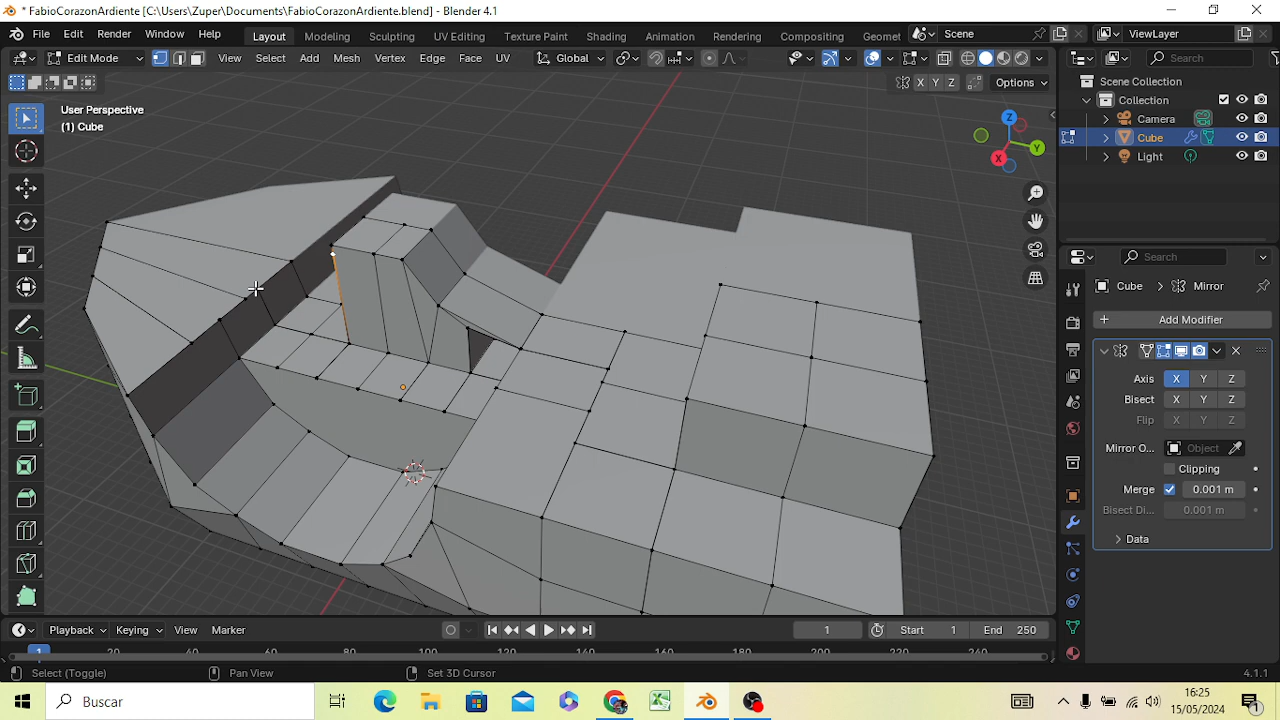 * FabioCorazonArdiente [C:\Users\Zuper\Documents\FabioCorazonArdiente.blend] - Blender 4.1
File Edit Render Window Help Layout Modeling Sculpting UV Editing Texture Paint Shading Animation Rendering Compositing Geomet Scene ViewLayer
Edit Mode View Select Add Mesh Vertex Edge Face UV Global Search
X Y Z Options
User Perspective
(1) Cube
Scene Collection
Collection
Camera
Cube
Light
Z
Y
X
Search
Cube > Mirror
+ Add Modifier
Axis X Y Z
Bisect X Y Z
Flip X Y Z
Mirror O... Object
Clipping
Merge 0.001 m
Bisect Di... 0.001 m
Data
Playback Keying View Marker 1 Start 1 End 250
1 20 40 60 80 100 120 140 160 180 200 220 240
Select (Toggle) Pan View Set 3D Cursor 4.1.1
Buscar
16:25
15/05/2024
1